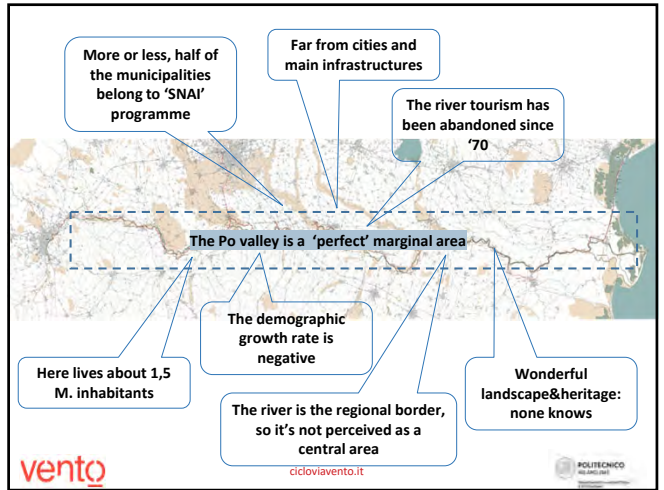 More or less, half of
the municipalities
belong to ‘SNAI’
programme
Far from cities and
main infrastructures
The river tourism has
been abandoned since
‘70
The Po valley is a ‘perfect’ marginal area
The demographic
growth rate is
negative
Here lives about 1,5
M. inhabitants
The river is the regional border,
so it’s not perceived as a
central area
Wonderful
landscape&heritage:
none knows
vento
cicloviavento.it
POLITECNICO
MILANO 1863